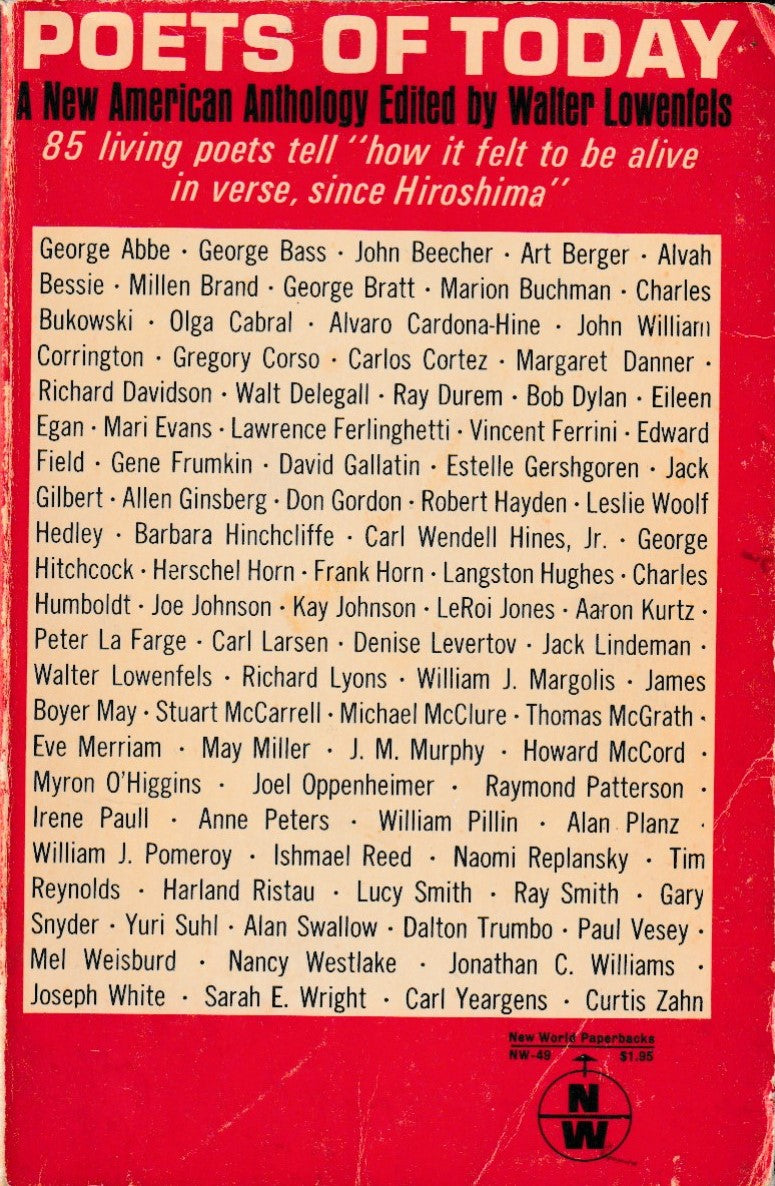 POETS OF TODAY
A New American Anthology Edited by Walter Lowenfels
85 living poets tell "how it felt to be alive
in verse, since Hiroshima"
George Abbe · George Bass · John Beecher · Art Berger · Alvah
Bessie · Millen Brand · George Bratt · Marion Buchman · Charles
Bukowski · Olga Cabral · Alvaro Cardona-Hine · John William
Corrington · Gregory Corso · Carlos Cortez · Margaret Danner ·
Richard Davidson · Walt Delegall · Ray Durem · Bob Dylan · Eileen
Egan · Mari Evans · Lawrence Ferlinghetti · Vincent Ferrini · Edward
Field · Gene Frumkin · David Gallatin · Estelle Gershgoren · Jack
Gilbert · Allen Ginsberg · Don Gordon · Robert Hayden · Leslie Woolf
Hedley · Barbara Hinchcliffe · Carl Wendell Hines, Jr. · George
Hitchcock · Herschel Horn · Frank Horn · Langston Hughes · Charles
Humboldt · Joe Johnson · Kay Johnson · LeRoi Jones · Aaron Kurtz ·
Peter La Farge · Carl Larsen · Denise Levertov · Jack Lindeman ·
Walter Lowenfels · Richard Lyons · William J. Margolis · James
Boyer May · Stuart McCarrell · Michael McClure · Thomas McGrath ·
Eve Merriam · May Miller · J. M. Murphy · Howard McCord ·
Myron O'Higgins · Joel Oppenheimer · Raymond Patterson ·
Irene Paull · Anne Peters · William Pillin · Alan Planz ·
William J. Pomeroy · Ishmael Reed · Naomi Replansky · Tim
Reynolds · Harland Ristau · Lucy Smith · Ray Smith · Gary
Snyder · Yuri Suhl · Alan Swallow · Dalton Trumbo · Paul Vesey ·
Mel Weisburd · Nancy Westlake · Jonathan C. Williams ·
Joseph White · Sarah E. Wright · Carl Yeargens · Curtis Zahn
New World Paperbacks
NW-49 $1.95
N
W